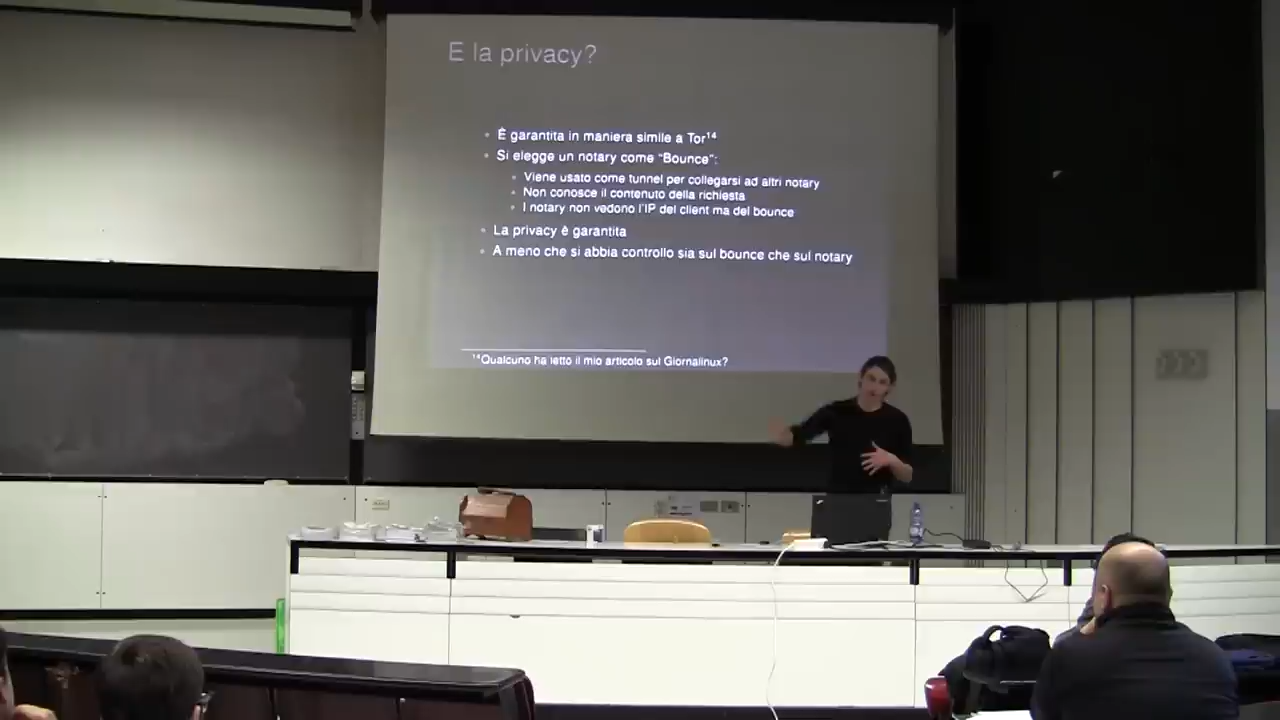 E la privacy?
È garantita in maniera simile a Tor¹⁴
Si elegge un notary come “Bounce”:
Viene usato come tunnel per collegarsi ad altri notary
Non conosce il contenuto della richiesta
I notary non vedono l’IP del client ma del bounce
La privacy è garantita
A meno che si abbia controllo sia sul bounce che sul notary
¹⁴Qualcuno ha letto il mio articolo sul Giornalinux?